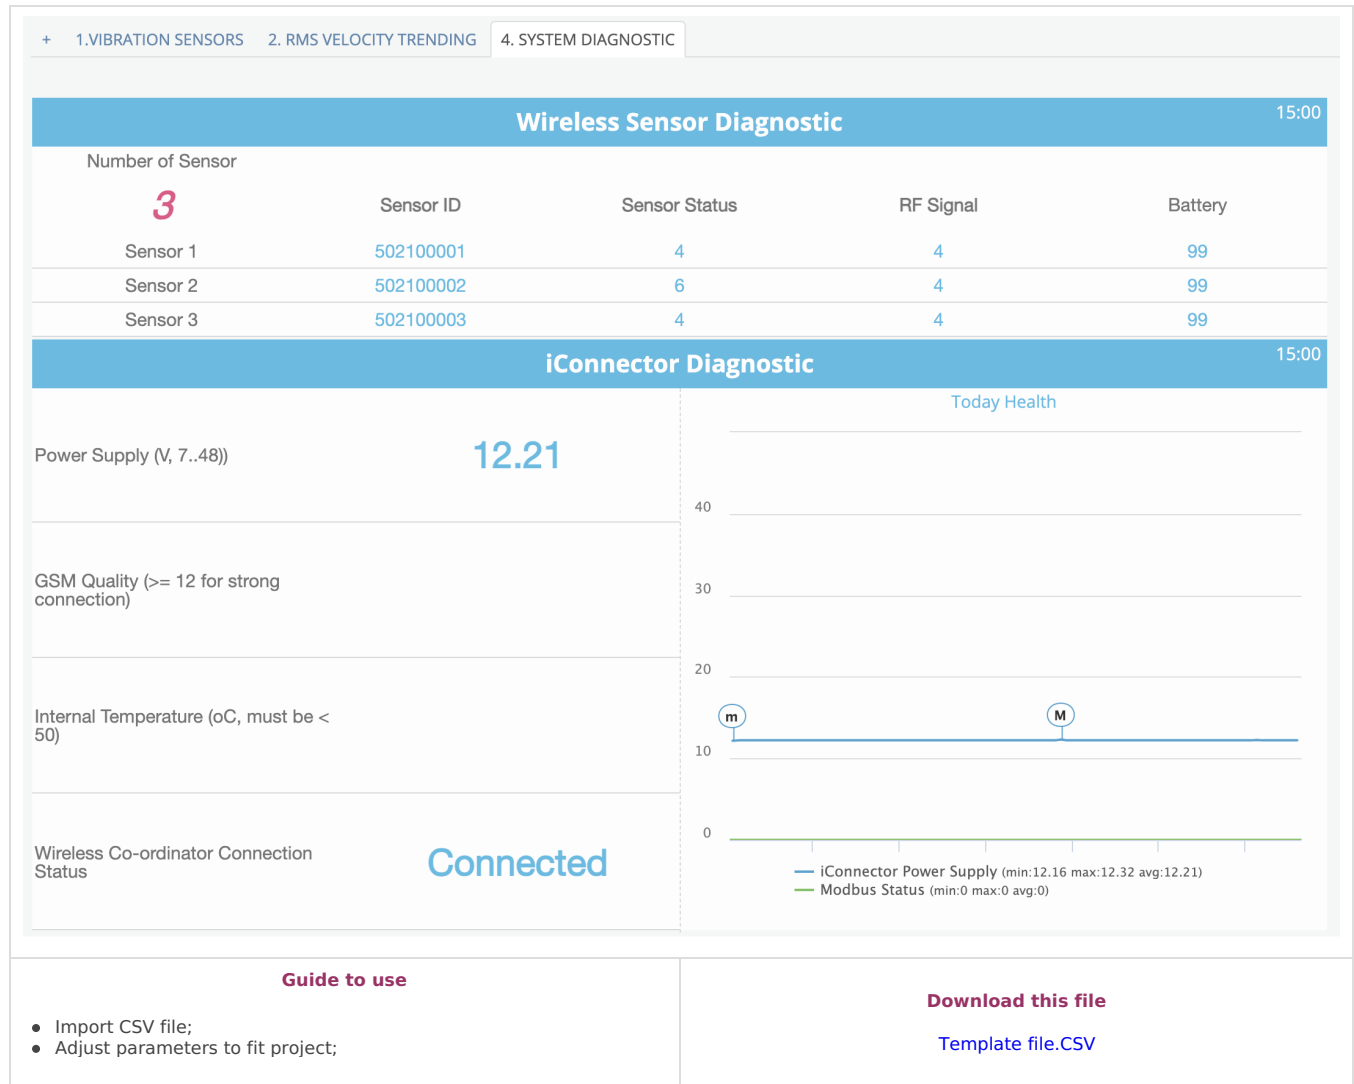 + 1.VIBRATION SENSORS 2. RMS VELOCITY TRENDING 4. SYSTEM DIAGNOSTIC
Wireless Sensor Diagnostic 15:00
Number of Sensor
3 Sensor ID Sensor Status RF Signal Battery
Sensor 1 502100001 4 4 99
Sensor 2 502100002 6 4 99
Sensor 3 502100003 4 4 99
iConnector Diagnostic 15:00
Power Supply (V, 7..48)) 12.21
GSM Quality (>= 12 for strong
connection)
Internal Temperature (oC, must be <
50)
Wireless Co-ordinator Connection
Status
Connected
Today Health
40
30
20
m M
10
0
iConnector Power Supply (min:12.16 max:12.32 avg:12.21)
Modbus Status (min:0 max:0 avg:0)
Guide to use
● Import CSV file;
● Adjust parameters to fit project;
Download this file
Template file.CSV